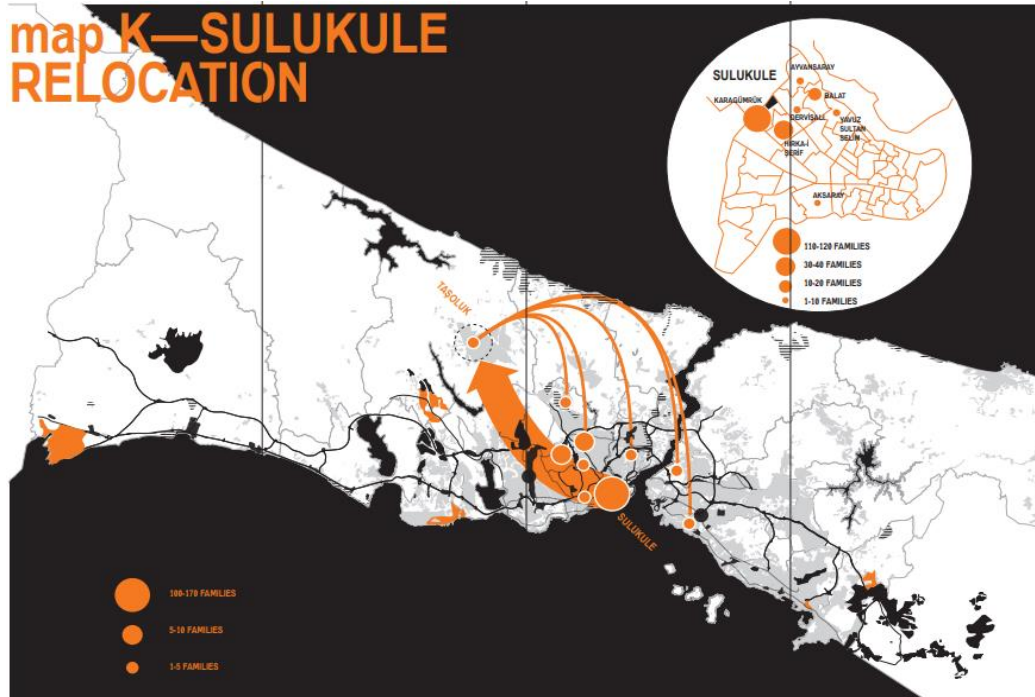 map K—SULUKULE
RELOCATION
SULUKULE
AYVANSARAY
KARAGÜMRÜK
BALAT
DERVİŞALİ
YAVUZ
SULTAN
SELİM
HIRKA-İ
ŞERİF
AKSARAY
110-120 FAMILIES
30-40 FAMILIES
10-20 FAMILIES
1-10 FAMILIES
TAŞOLUK
SULUKULE
100-170 FAMILIES
5-10 FAMILIES
1-5 FAMILIES